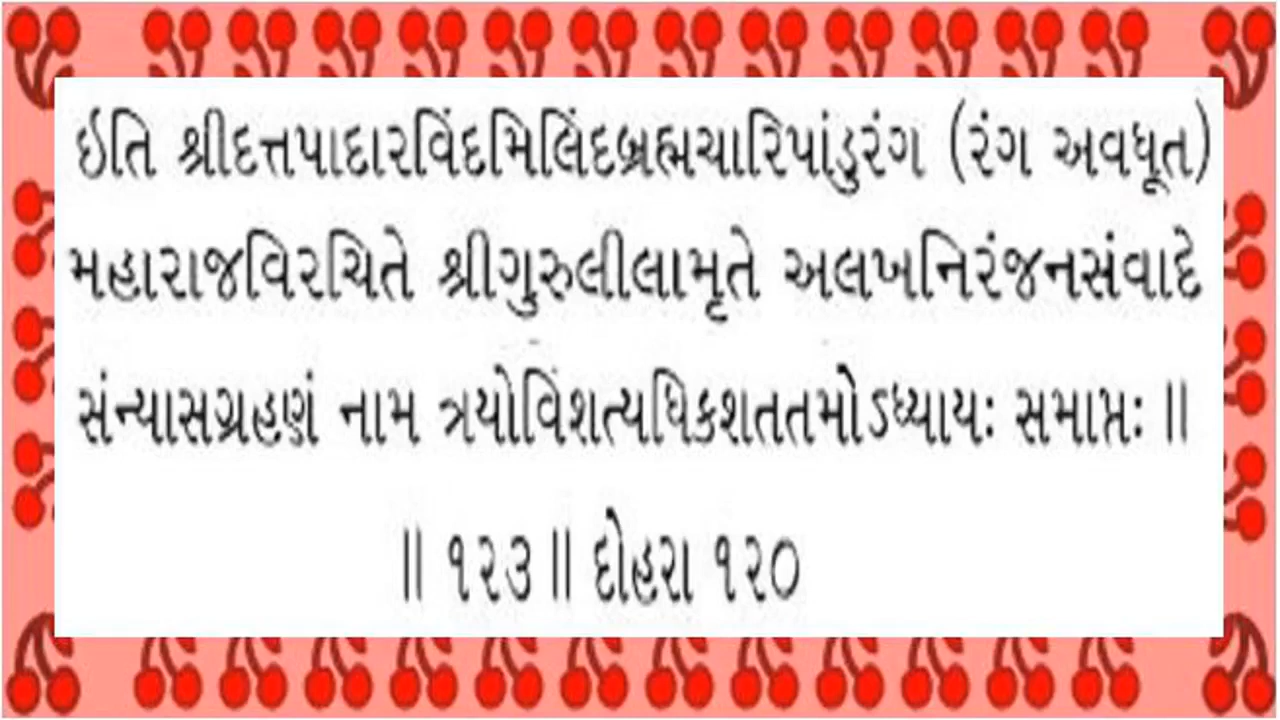 ઇતિ શ્રીદત્તપાદારવિંદમિલિંદબ્રહ્મચારિપાંડુરંગ (રંગ અવધૂત)
મહારાજવિરચિતે શ્રીગુરુલીલામૃતે અલખનિરંજનસંવાદે
સંન્યાસગ્રહણં નામ ત્રયોવિંશત્યધિકશતતમોઽધ્યાયઃ સમાપ્તઃ ॥
॥ ૧૨૩ ॥ દોહરા ૧૨૦